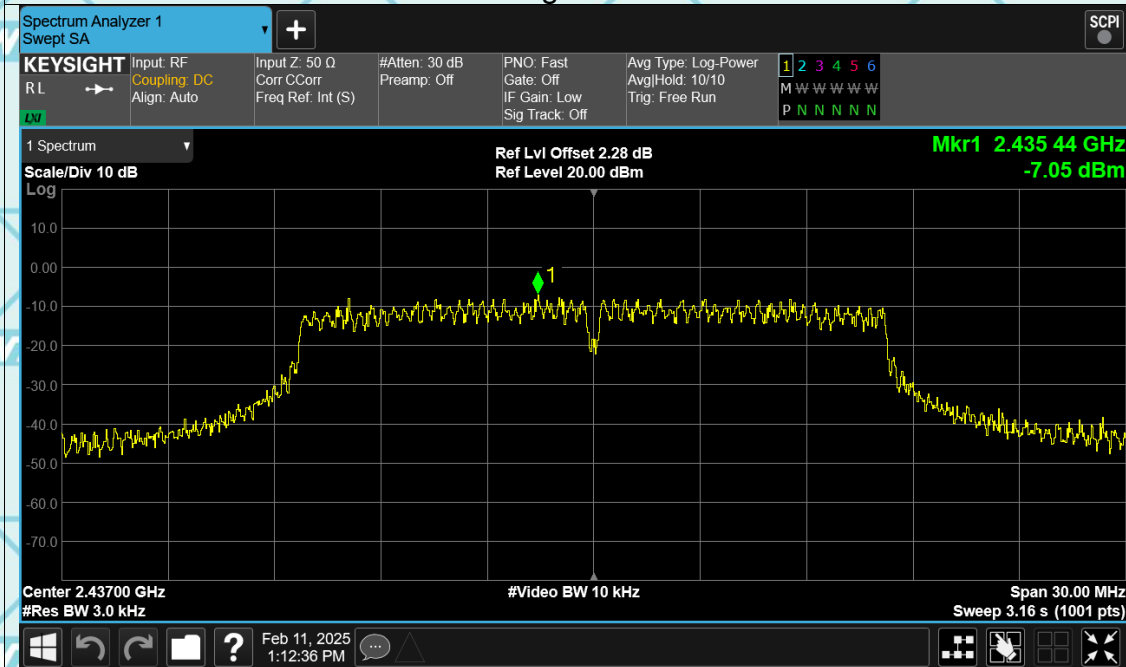 Spectrum Analyzer 1
Swept SA
+
SCPI
KEYSIGHT
RL
LXI
Input: RF
Coupling: DC
Align: Auto
Input Z: 50 Ω
Corr CCorr
Freq Ref: Int (S)
#Atten: 30 dB
Preamp: Off
PNO: Fast
Gate: Off
IF Gain: Low
Sig Track: Off
Avg Type: Log-Power
Avg|Hold: 10/10
Trig: Free Run
1 2 3 4 5 6
M W W W W W
P N N N N N
1 Spectrum
Scale/Div 10 dB
Log
Ref Lvl Offset 2.28 dB
Ref Level 20.00 dBm
Mkr1 2.435 44 GHz
-7.05 dBm
10.0
0.00
1
-10.0
-20.0
-30.0
-40.0
-50.0
-60.0
-70.0
Center 2.43700 GHz
#Video BW 10 kHz
Span 30.00 MHz
#Res BW 3.0 kHz
Sweep 3.16 s (1001 pts)
?
Feb 11, 2025
1:12:36 PM